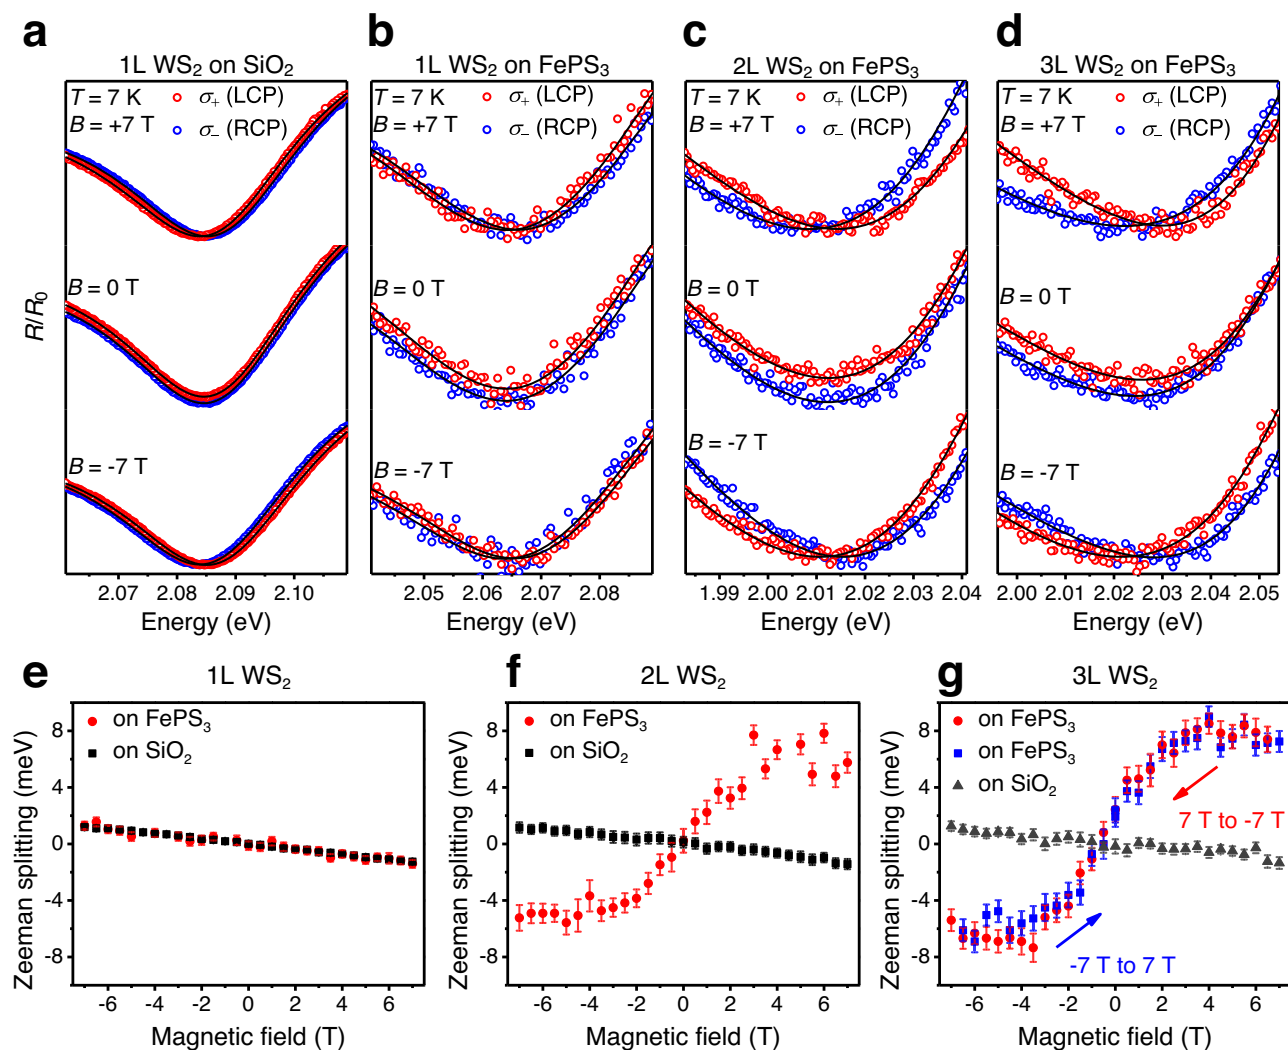 a
1L WS₂ on SiO₂
T = 7 K
B = +7 T
σ₊ (LCP)
σ₋ (RCP)
B = 0 T
B = -7 T
R/R₀
2.07 2.08 2.09 2.10
Energy (eV)
b
1L WS₂ on FePS₃
T = 7 K
B = +7 T
σ₊ (LCP)
σ₋ (RCP)
B = 0 T
B = -7 T
2.05 2.06 2.07 2.08
Energy (eV)
c
2L WS₂ on FePS₃
T = 7 K
B = +7 T
σ₊ (LCP)
σ₋ (RCP)
B = 0 T
B = -7 T
1.99 2.00 2.01 2.02 2.03 2.04
Energy (eV)
d
3L WS₂ on FePS₃
T = 7 K
B = +7 T
σ₊ (LCP)
σ₋ (RCP)
B = 0 T
B = -7 T
2.00 2.01 2.02 2.03 2.04 2.05
Energy (eV)
e
1L WS₂
on FePS₃
on SiO₂
Zeeman splitting (meV)
8
4
0
-4
-8
-6 -4 -2 0 2 4 6
Magnetic field (T)
f
2L WS₂
on FePS₃
on SiO₂
Zeeman splitting (meV)
8
4
0
-4
-8
-6 -4 -2 0 2 4 6
Magnetic field (T)
g
3L WS₂
on FePS₃
on FePS₃
on SiO₂
7 T to -7 T
-7 T to 7 T
Zeeman splitting (meV)
8
4
0
-4
-8
-6 -4 -2 0 2 4 6
Magnetic field (T)